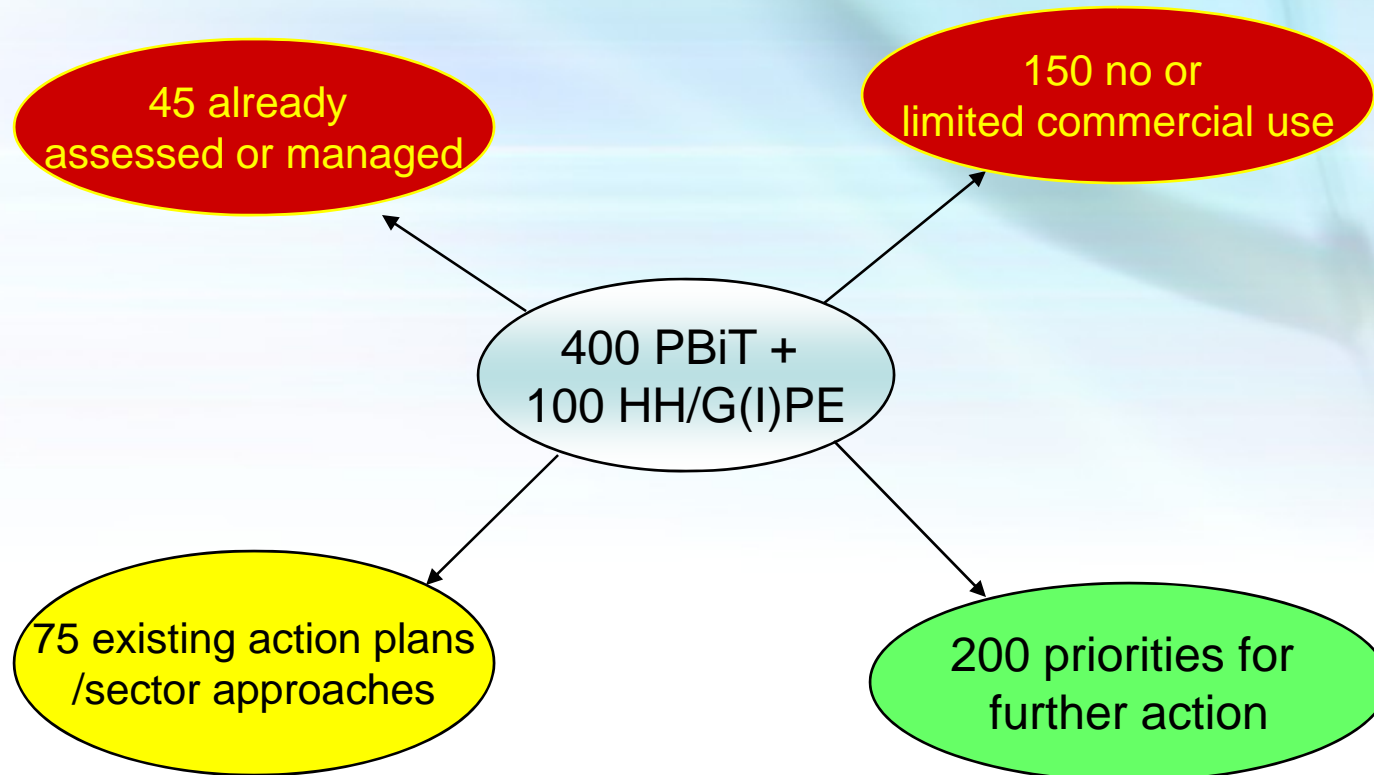 45 already
assessed or managed
150 no or
limited commercial use
400 PBiT +
100 HH/G(I)PE
75 existing action plans
/sector approaches
200 priorities for
further action